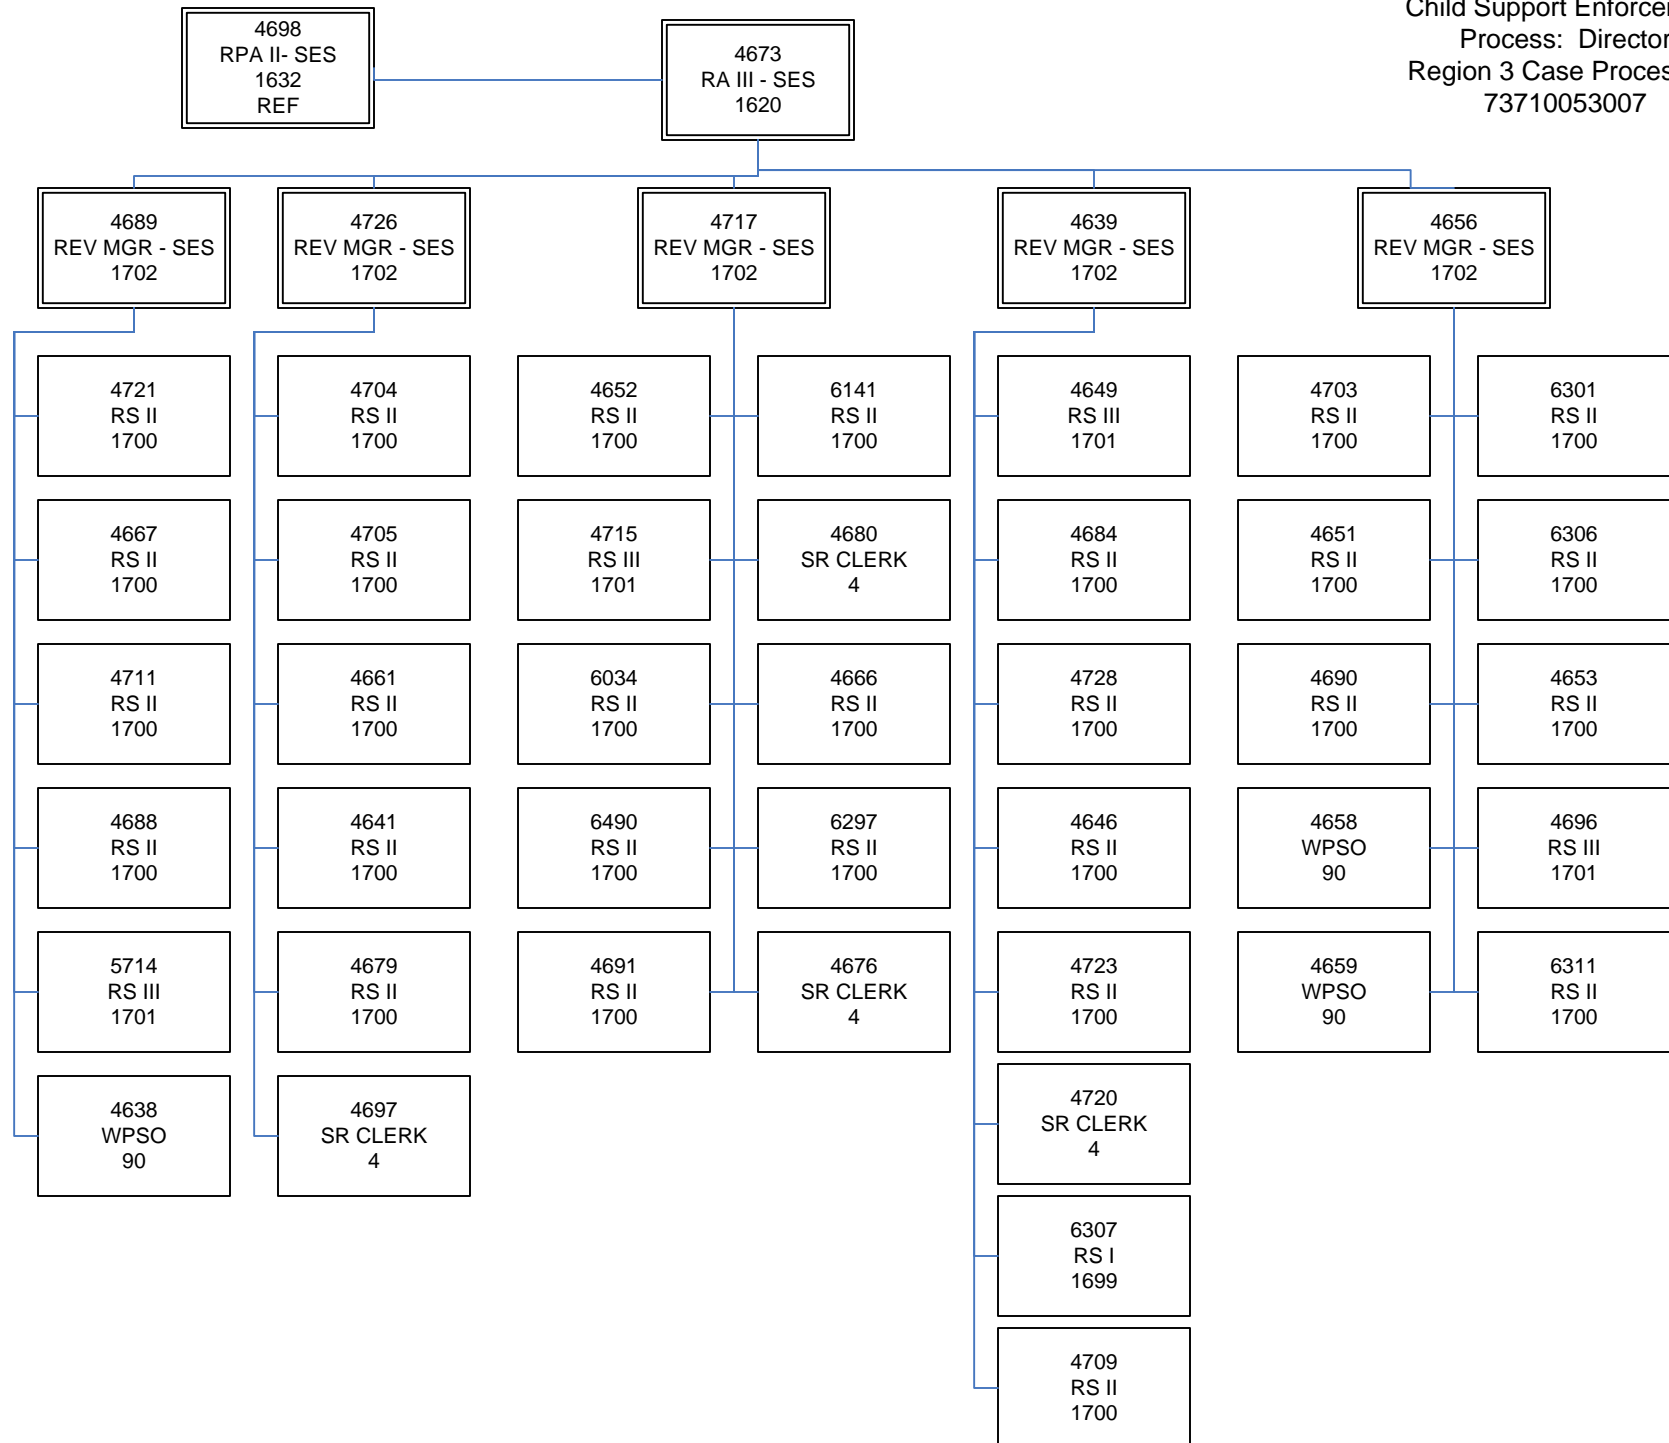 4698
RPA II- SES
1632
REF
4673
RA III - SES
1620
Child Support
Process: Director
Region 3 Case
73710053007
4689
REV MGR - SES
1702
4726
REV MGR - SES
1702
4717
REV MGR - SES
1702
4639
REV MGR - SES
1702
4656
REV MGR - SES
1702
4721
RS II
1700
4704
RS II
1700
4652
RS II
1700
6141
RS II
1700
4649
RS III
1701
4703
RS II
1700
6301
RS II
1700
4667
RS II
1700
4705
RS II
1700
4715
RS III
1701
4680
SR CLERK
4
4684
RS II
1700
4651
RS II
1700
6306
RS II
1700
4711
RS II
1700
4661
RS II
1700
6034
RS II
1700
4666
RS II
1700
4728
RS II
1700
4690
RS II
1700
4653
RS II
1700
4688
RS II
1700
4641
RS II
1700
6490
RS II
1700
6297
RS II
1700
4646
RS II
1700
4658
WPSO
90
4696
RS III
1701
5714
RS III
1701
4679
RS II
1700
4691
RS II
1700
4676
SR CLERK
4
4723
RS II
1700
4659
WPSO
90
6311
RS II
1700
4638
WPSO
90
4697
SR CLERK
4
4720
SR CLERK
4
6307
RS I
1699
4709
RS II
1700